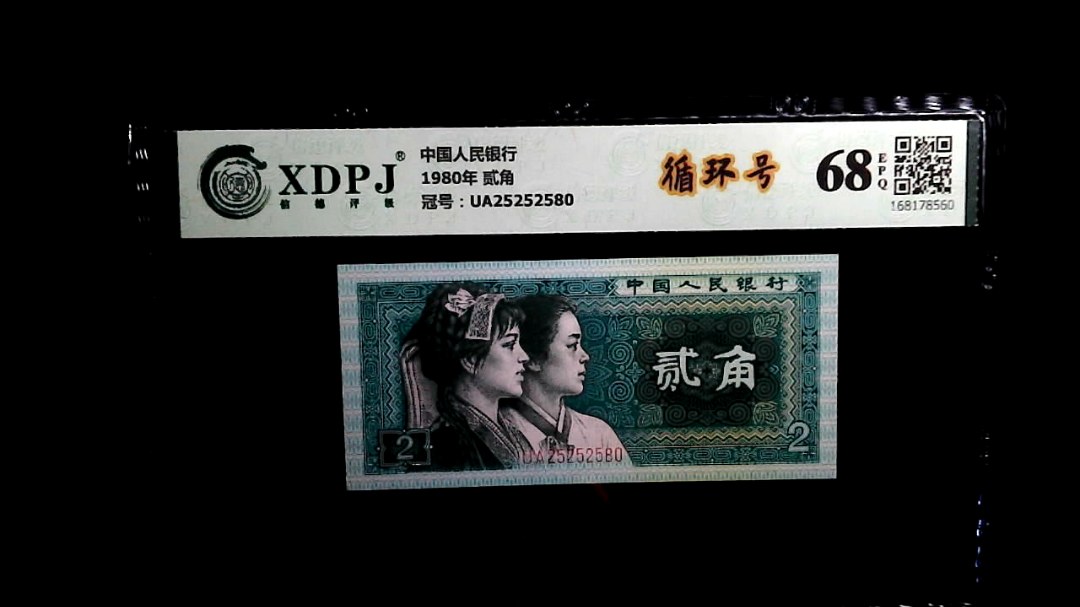 XDPJ®
信德评级
中国人民银行
1980年 贰角
冠号：UA25252580
循环号
68
EPQ
168178560
中国人民银行
贰角
2
2
UA25252580